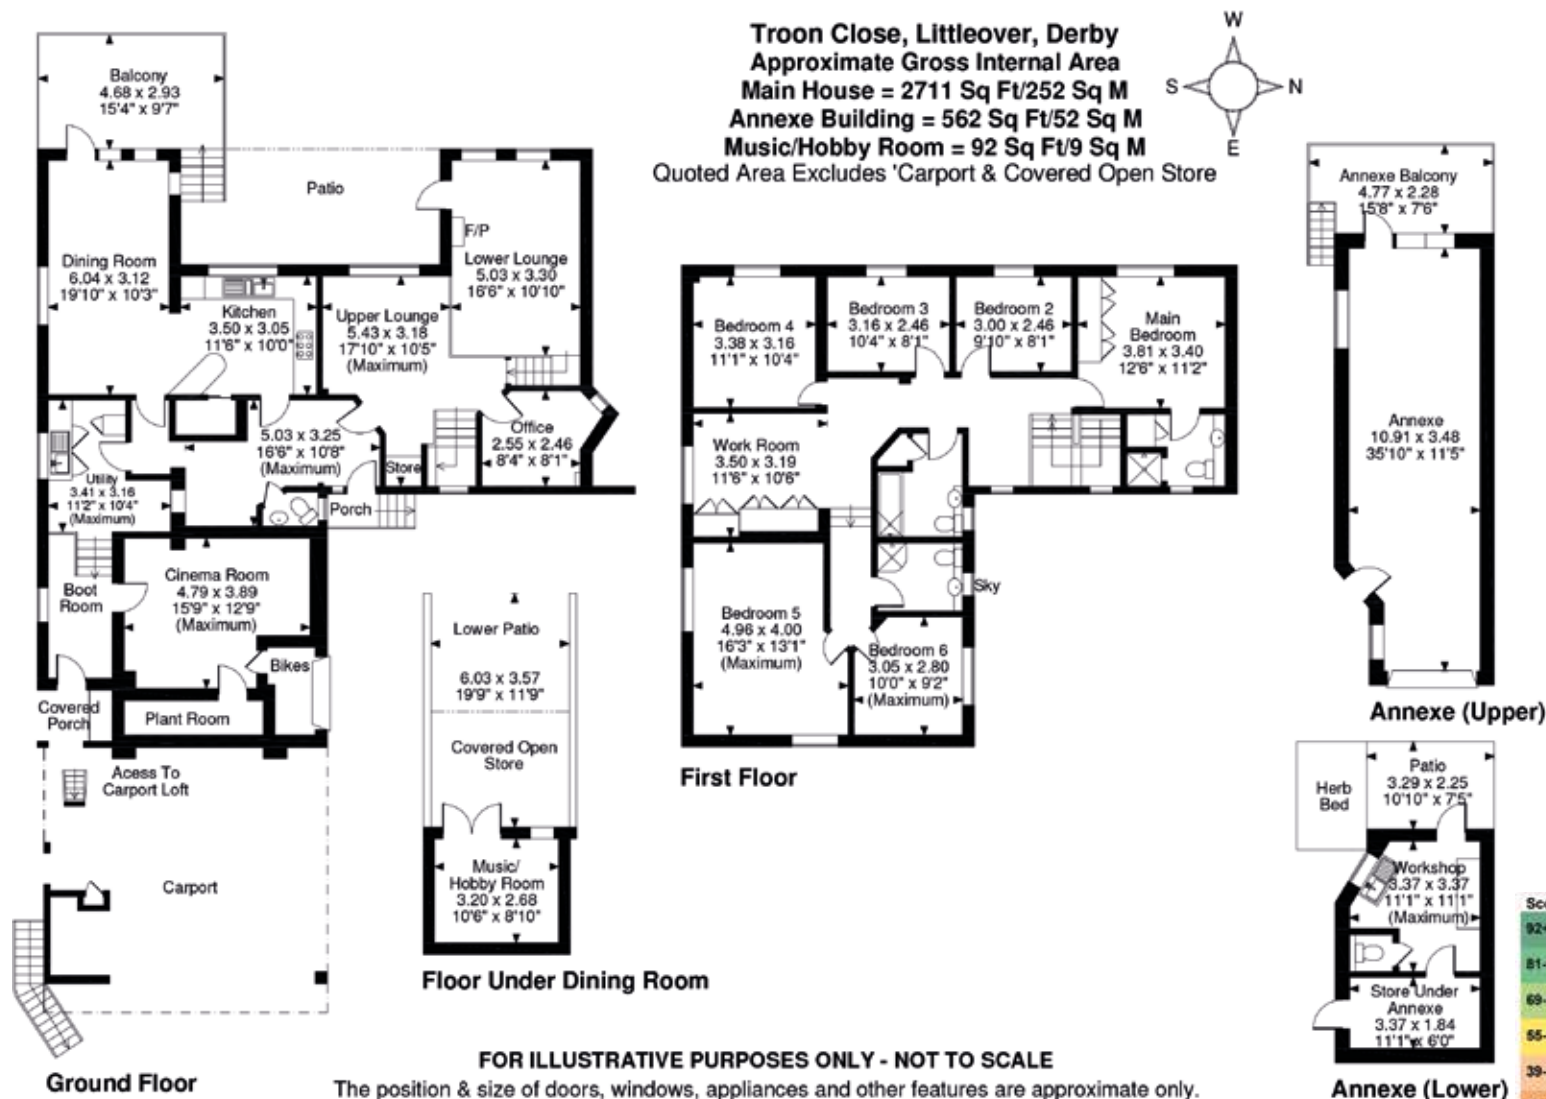 Troon Close, Littleover, Derby
Approximate Gross Internal Area
Main House = 2711 Sq Ft/252 Sq M
Annexe Building = 562 Sq Ft/52 Sq M
Music/Hobby Room = 92 Sq Ft/9 Sq M
Quoted Area Excludes 'Carport & Covered Open Store
W
S
N
E
Balcony
4.68 x 2.93
15'4" x 9'7"
Patio
Dining Room
6.04 x 3.12
19'10" x 10'3"
F/P
Lower Lounge
5.03 x 3.30
16'6" x 10'10"
Kitchen
3.50 x 3.05
11'6" x 10'0"
Upper Lounge
5.43 x 3.18
17'10" x 10'5"
(Maximum)
Office
2.55 x 2.46
8'4" x 8'1"
5.03 x 3.25
16'6" x 10'8"
(Maximum)
Store
Utility
3.41 x 3.16
11'2" x 10'4"
(Maximum)
Porch
Boot
Room
Cinema Room
4.79 x 3.89
15'9" x 12'9"
(Maximum)
Bikes
Covered
Porch
Plant Room
Acess To
Carport Loft
Carport
Ground Floor
Lower Patio
6.03 x 3.57
19'9" x 11'9"
Covered Open
Store
Music/
Hobby Room
3.20 x 2.68
10'6" x 8'10"
Floor Under Dining Room
Bedroom 4
3.38 x 3.16
11'1" x 10'4"
Bedroom 3
3.16 x 2.46
10'4" x 8'1"
Bedroom 2
3.00 x 2.46
9'10" x 8'1"
Main
Bedroom
3.81 x 3.40
12'6" x 11'2"
Work Room
3.50 x 3.19
11'6" x 10'6"
Sky
Bedroom 5
4.96 x 4.00
16'3" x 13'1"
(Maximum)
Bedroom 6
3.05 x 2.80
10'0" x 9'2"
(Maximum)
First Floor
Annexe Balcony
4.77 x 2.28
15'8" x 7'6"
Annexe
10.91 x 3.48
35'10" x 11'5"
Annexe (Upper)
Herb
Bed
Patio
3.29 x 2.25
10'10" x 7'5"
Workshop
3.37 x 3.37
11'1" x 11'1"
(Maximum)
Store Under
Annexe
3.37 x 1.84
11'1" x 6'0"
Annexe (Lower)
Sco
92+
81-
69-
55-
39-
FOR ILLUSTRATIVE PURPOSES ONLY - NOT TO SCALE
The position & size of doors, windows, appliances and other features are approximate only.